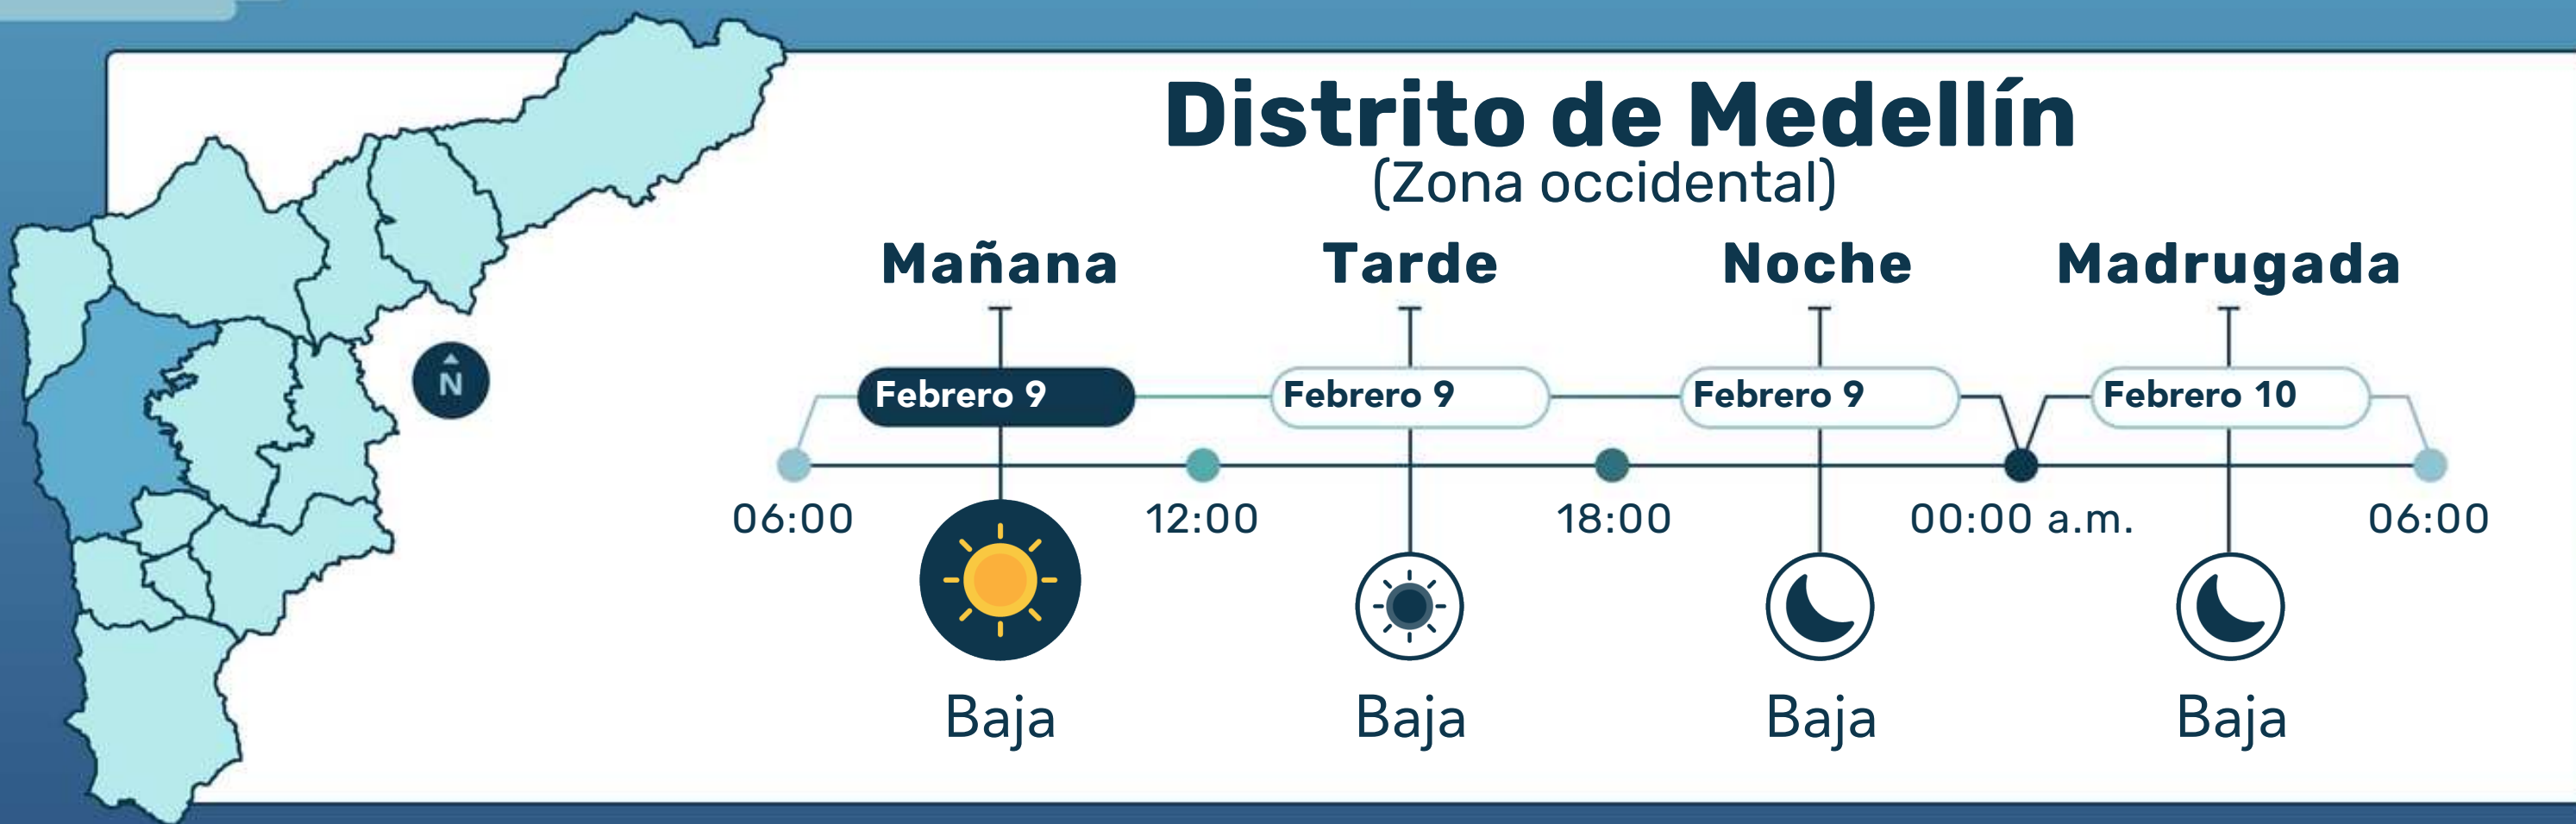 Distrito de Medellín
(Zona occidental)
Mañana Tarde Noche Madrugada
Febrero 9 Febrero 9 Febrero 9 Febrero 10
N
06:00 12:00 18:00 00:00 a.m. 06:00
Baja Baja Baja Baja